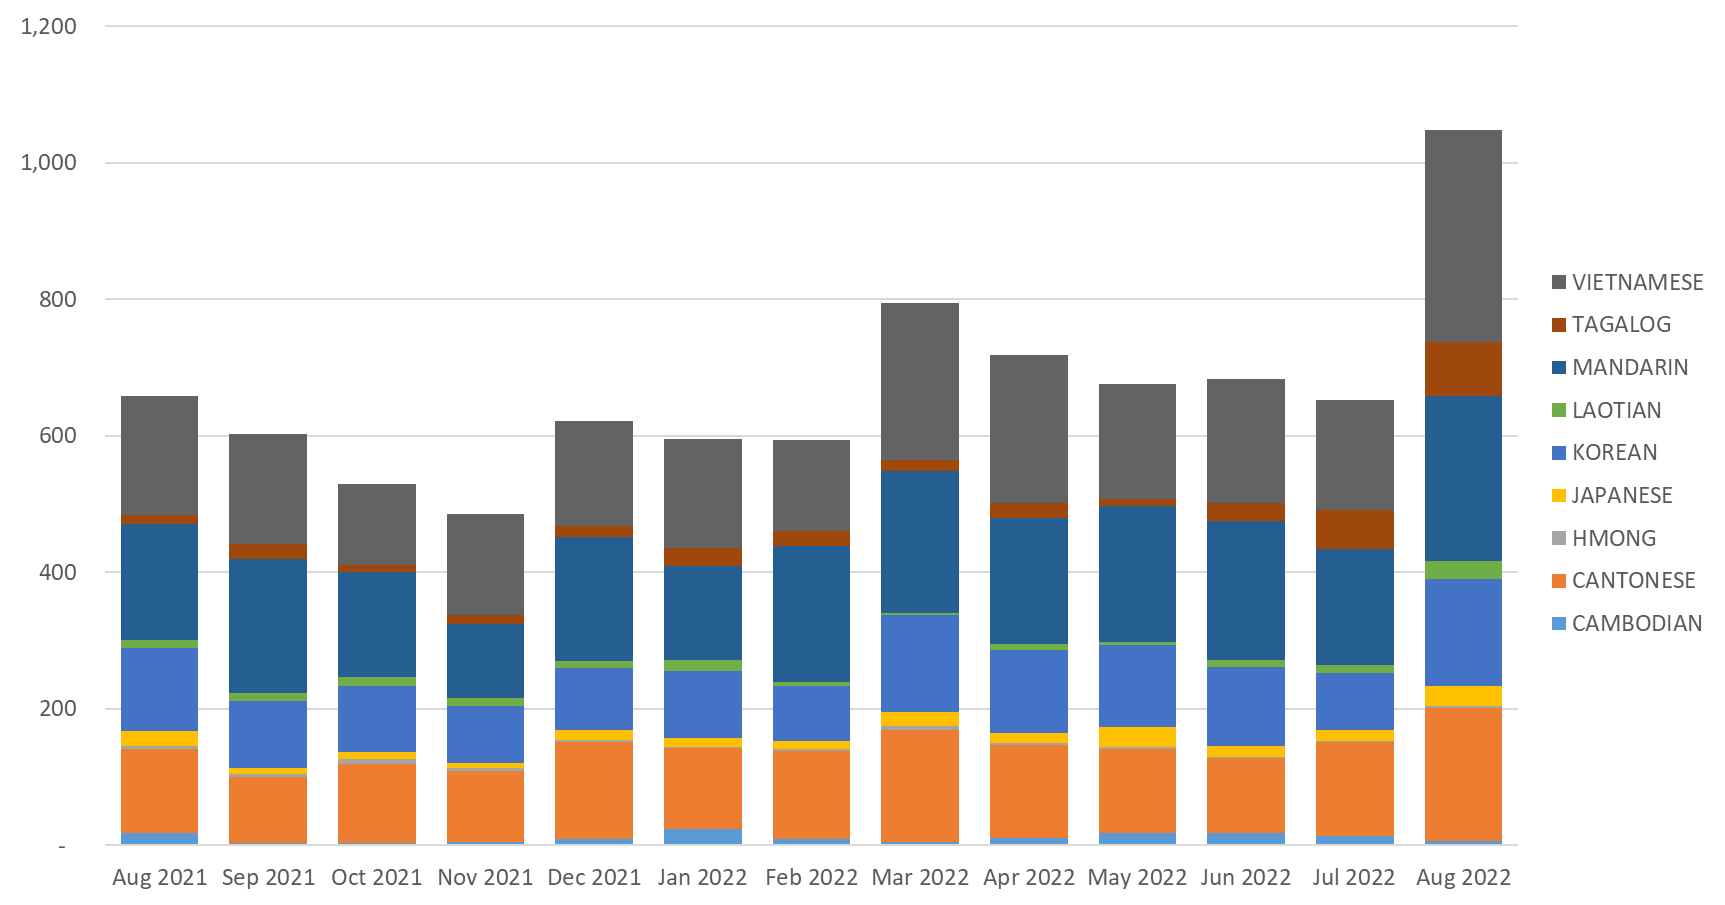 1,200
1,000
800
600
400
200
-
Aug 2021 Sep 2021 Oct 2021 Nov 2021 Dec 2021 Jan 2022 Feb 2022 Mar 2022 Apr 2022 May 2022 Jun 2022 Jul 2022 Aug 2022
VIETNAMESE
TAGALOG
MANDARIN
LAOTIAN
KOREAN
JAPANESE
HMONG
CANTONESE
CAMBODIAN